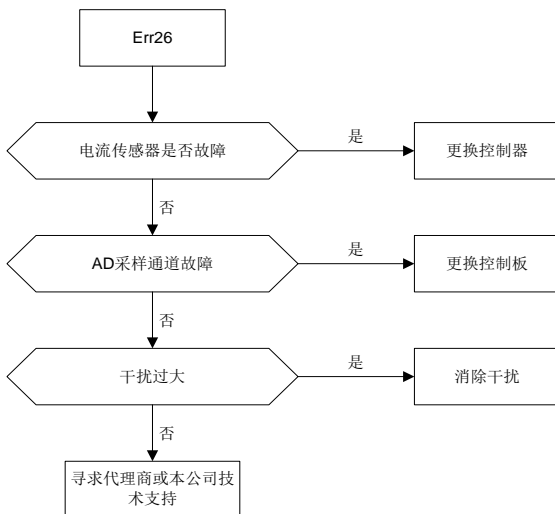 Err26
电流传感器是否故障
是
更换控制器
否
AD采样通道故障
是
更换控制板
否
干扰过大
是
消除干扰
否
寻求代理商或本公司技
术支持